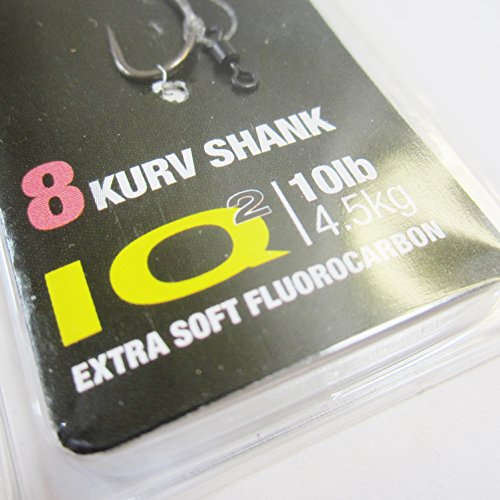 8 KURV SHANK
IQ2 | 10lb
4.5kg
EXTRA SOFT FLUOROCARBON